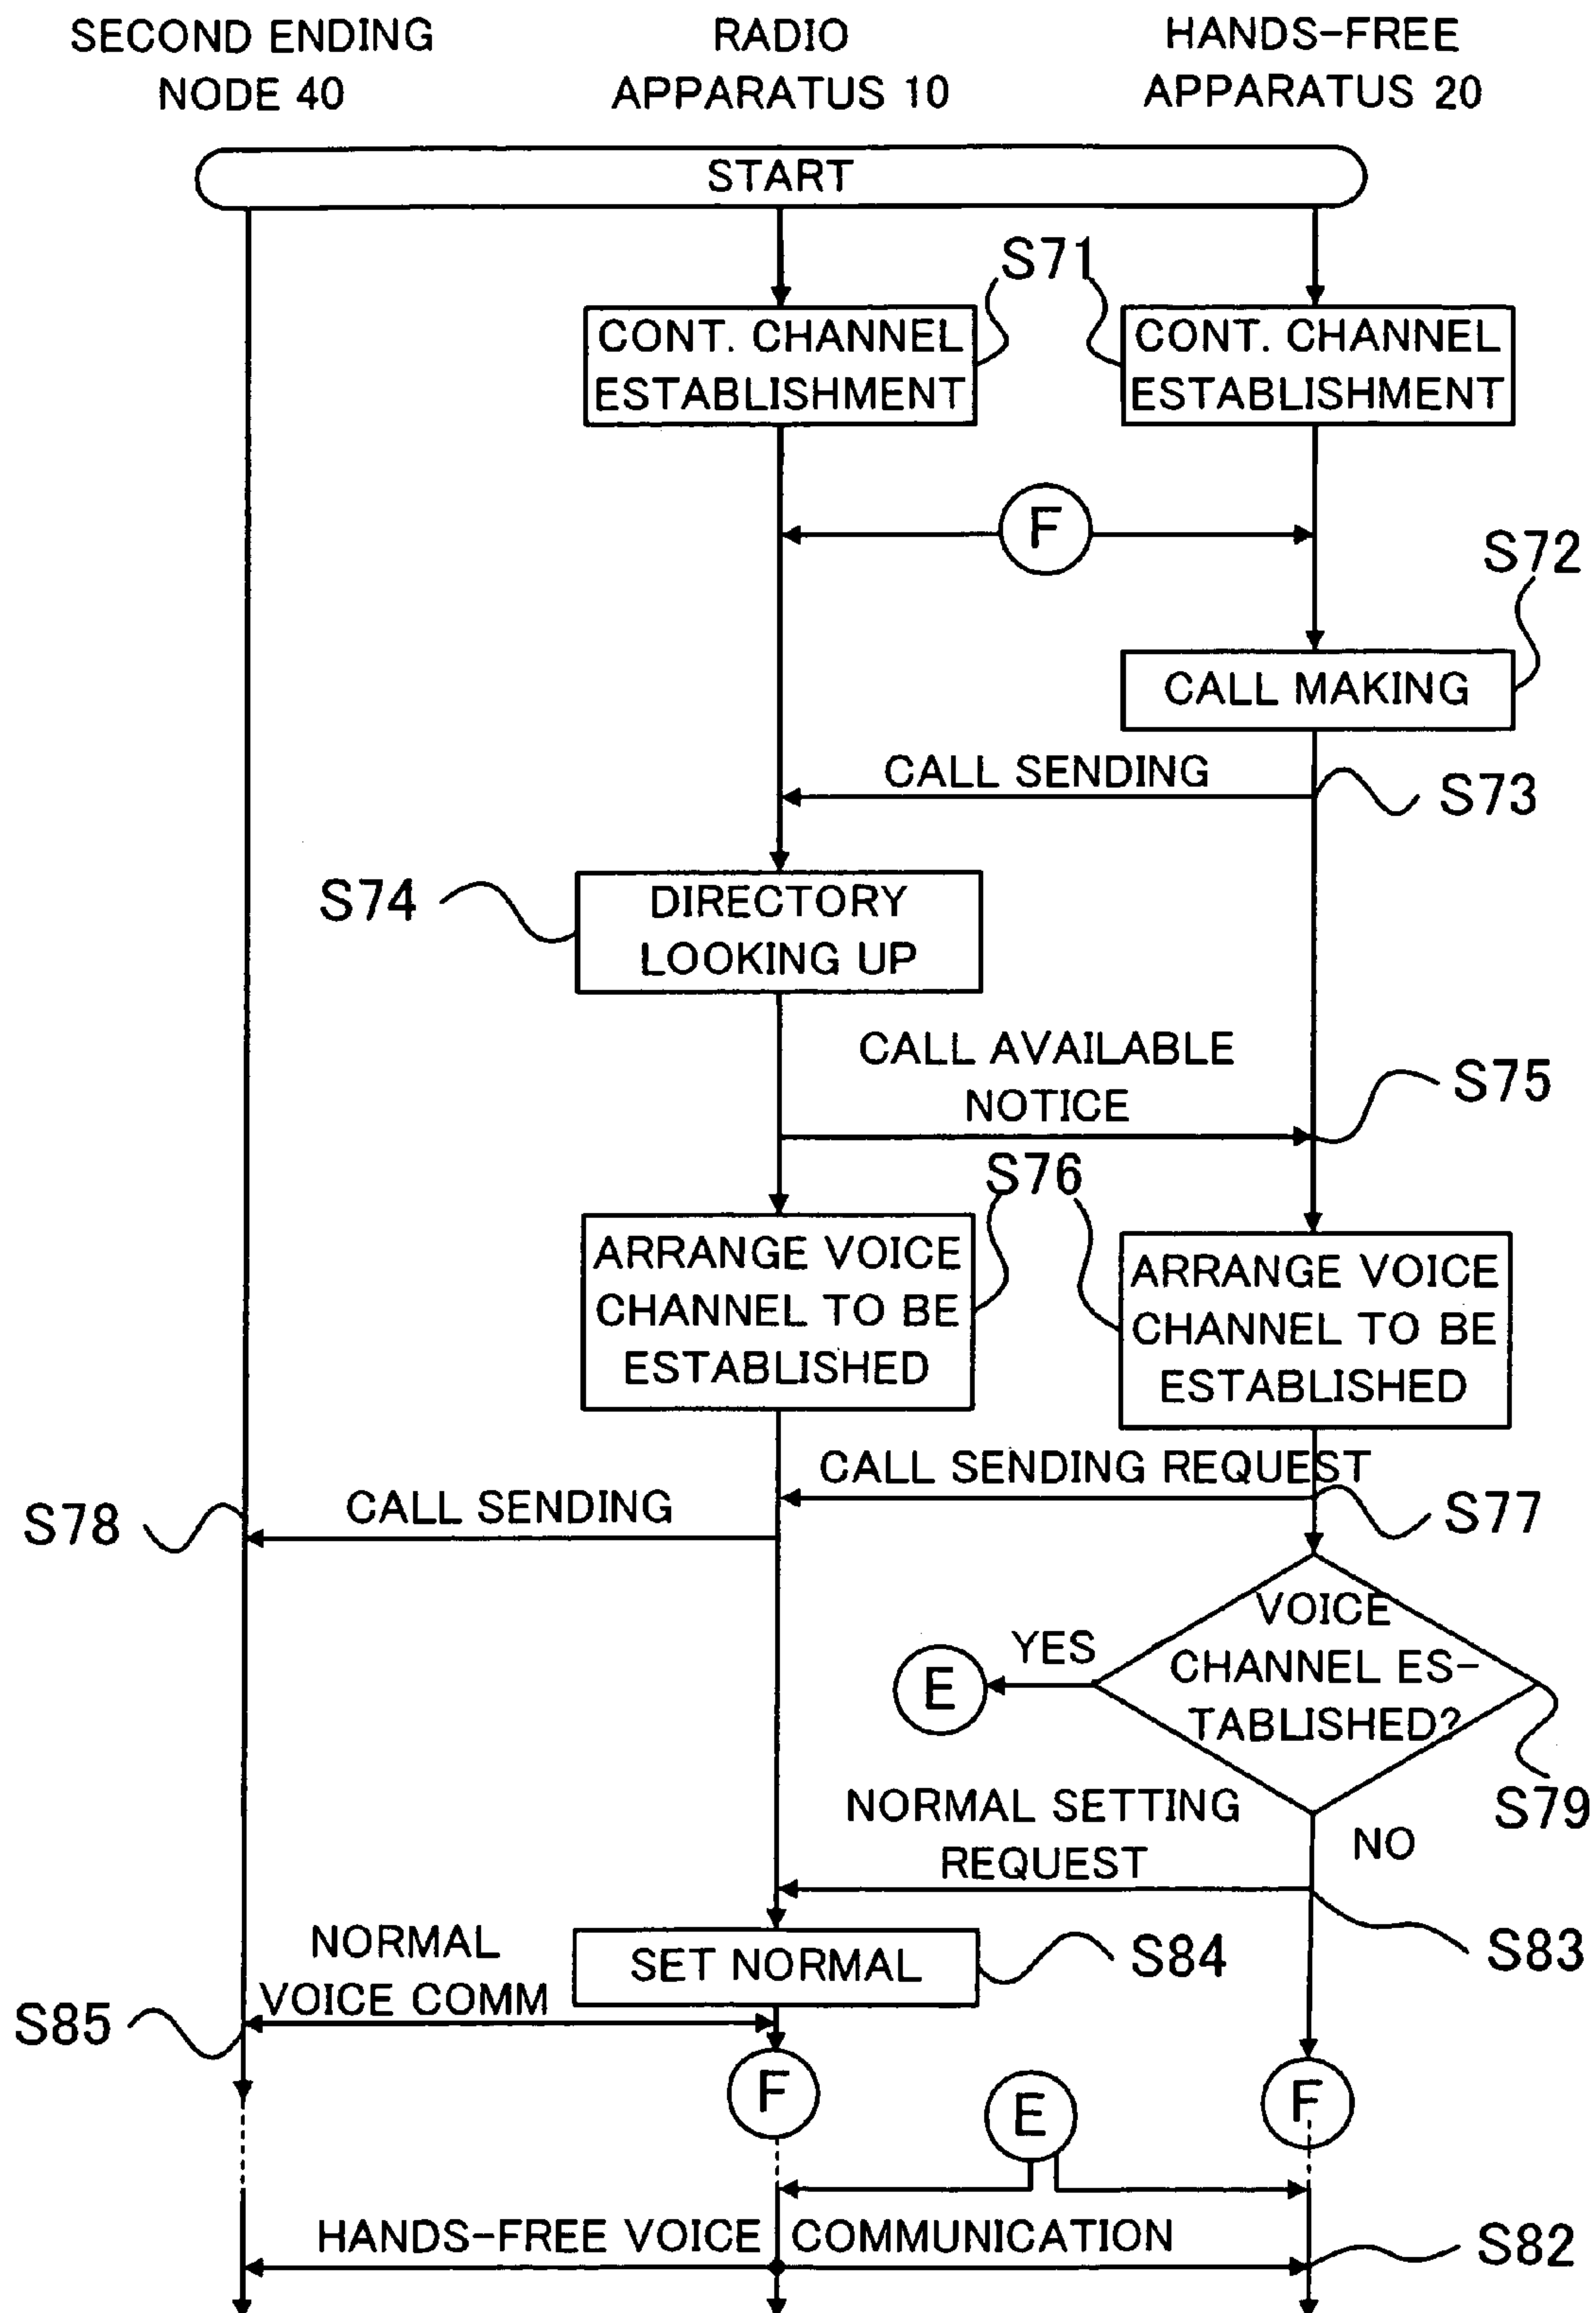 SECOND ENDING
NODE 40
RADIO
APPARATUS 10
HANDS-FREE
APPARATUS 20
START
S71
CONT. CHANNEL
ESTABLISHMENT
CONT. CHANNEL
ESTABLISHMENT
F
S72
CALL MAKING
CALL SENDING
S73
S74
DIRECTORY
LOOKING UP
CALL AVAILABLE
NOTICE
S75
S76
ARRANGE VOICE
CHANNEL TO BE
ESTABLISHED
ARRANGE VOICE
CHANNEL TO BE
ESTABLISHED
CALL SENDING REQUEST
S77
S78
CALL SENDING
VOICE
CHANNEL ES-
TABLISHED?
YES
E
S79
NORMAL SETTING
REQUEST
NO
S83
NORMAL
VOICE COMM
SET NORMAL
S84
S85
F
E
F
HANDS-FREE VOICE COMMUNICATION
S82